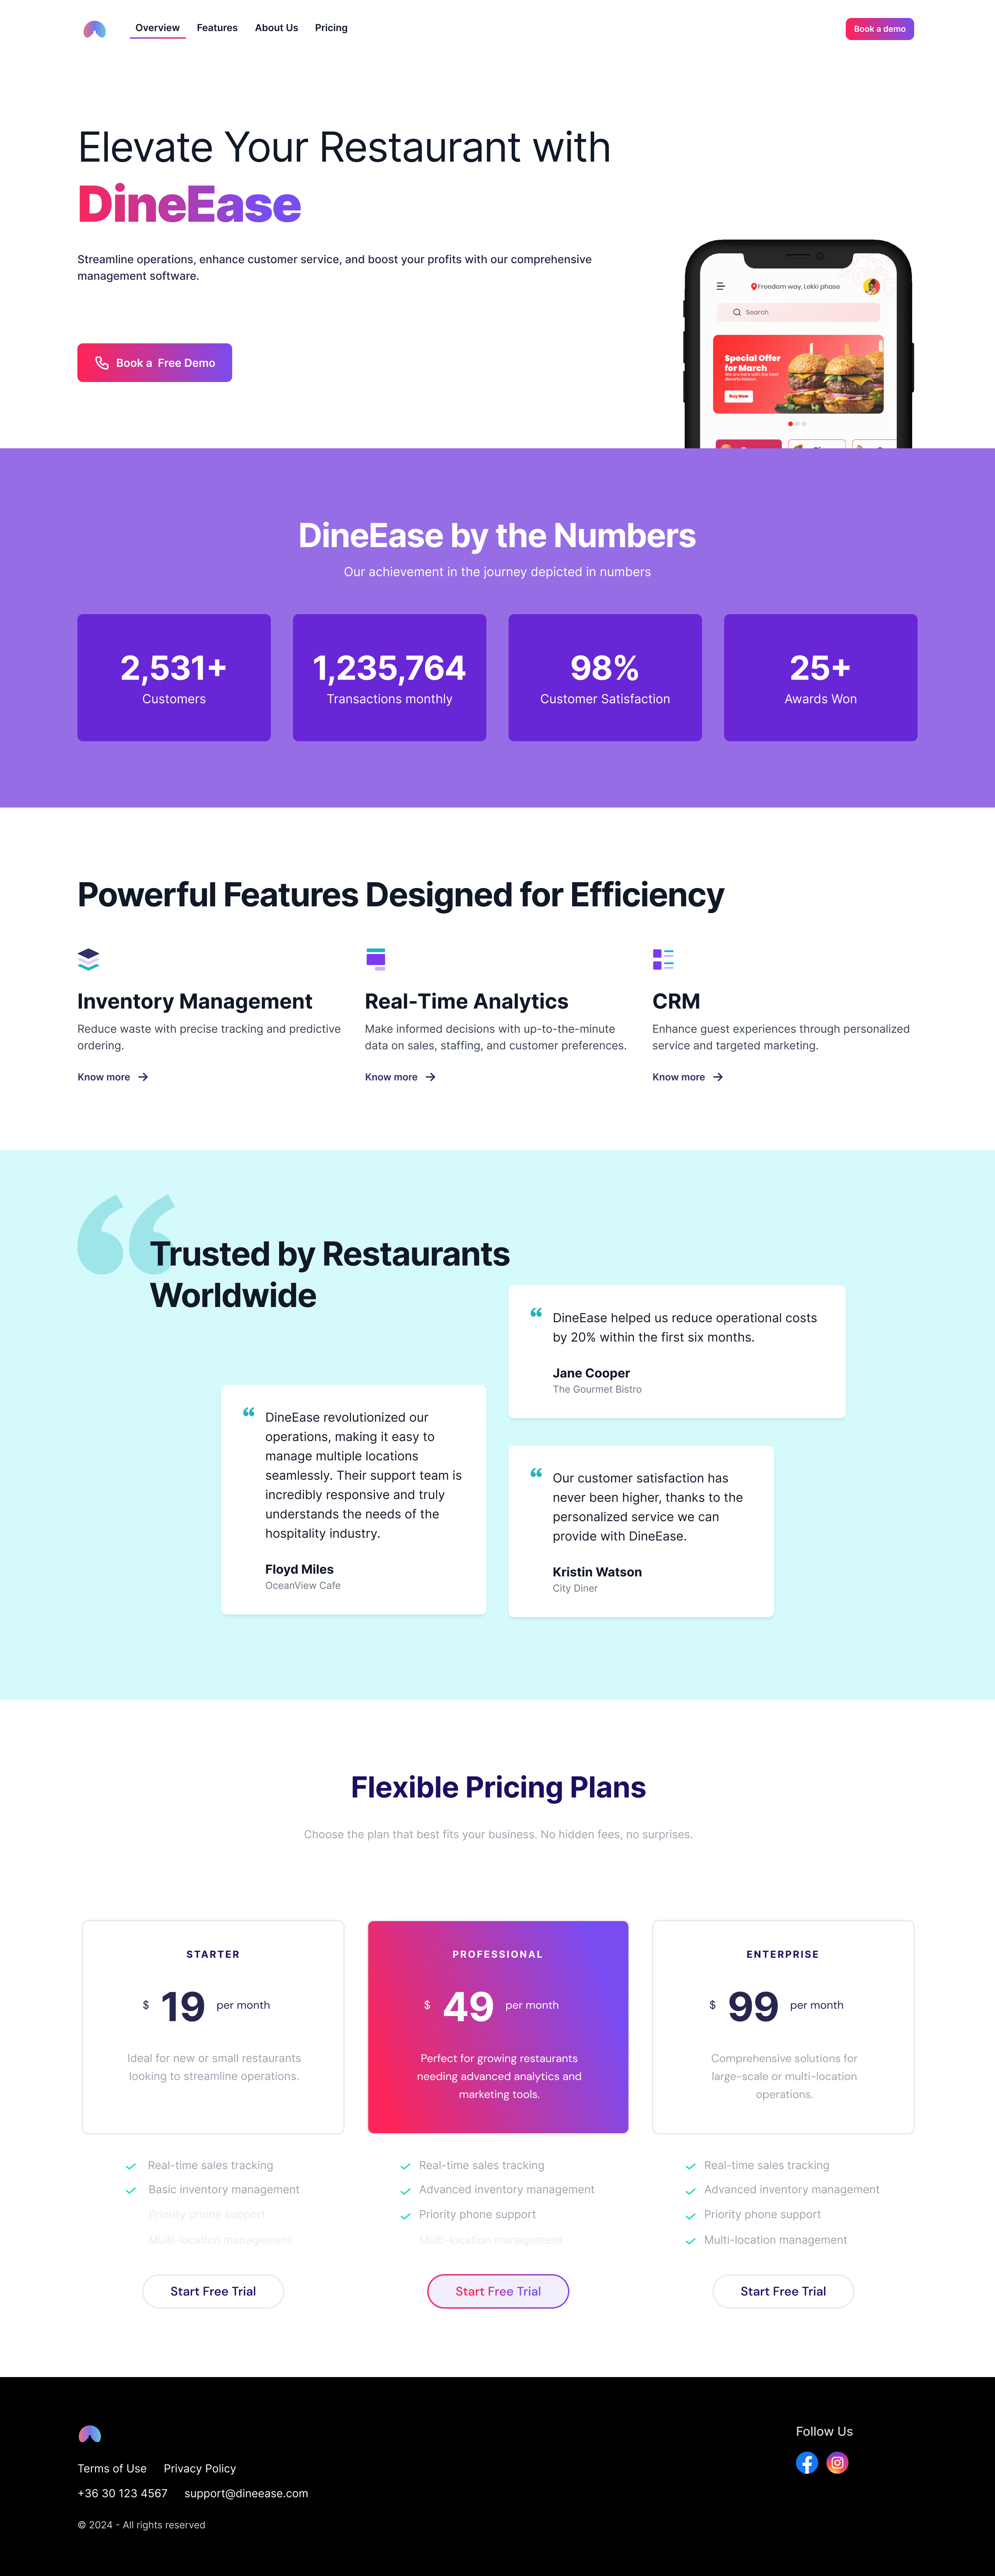 Overview
Features
About Us
Pricing
Book a demo
Elevate Your Restaurant with
DineEase
Streamline operations, enhance customer service, and boost your profits with our comprehensive
management software.
Book a Free Demo
Freedom way, Lekki phase
Search
Special Offer
for March
We are here with the best
deserts intown.
Buy Now
DineEase by the Numbers
Our achievement in the journey depicted in numbers
2,531+
Customers
1,235,764
Transactions monthly
98%
Customer Satisfaction
25+
Awards Won
Powerful Features Designed for Efficiency
Inventory Management
Reduce waste with precise tracking and predictive
ordering.
Know more
Real-Time Analytics
Make informed decisions with up-to-the-minute
data on sales, staffing, and customer preferences.
Know more
CRM
Enhance guest experiences through personalized
service and targeted marketing.
Know more
Trusted by Restaurants
Worldwide
DineEase helped us reduce operational costs
by 20% within the first six months.
Jane Cooper
The Gourmet Bistro
DineEase revolutionized our
operations, making it easy to
manage multiple locations
seamlessly. Their support team is
incredibly responsive and truly
understands the needs of the
hospitality industry.
Floyd Miles
OceanView Cafe
Our customer satisfaction has
never been higher, thanks to the
personalized service we can
provide with DineEase.
Kristin Watson
City Diner
Flexible Pricing Plans
Choose the plan that best fits your business. No hidden fees, no surprises.
STARTER
$ 19 per month
Ideal for new or small restaurants
looking to streamline operations.
Real-time sales tracking
Basic inventory management
Priority phone support
Multi-location management
Start Free Trial
PROFESSIONAL
$ 49 per month
Perfect for growing restaurants
needing advanced analytics and
marketing tools.
Real-time sales tracking
Advanced inventory management
Priority phone support
Multi-location management
Start Free Trial
ENTERPRISE
$ 99 per month
Comprehensive solutions for
large-scale or multi-location
operations.
Real-time sales tracking
Advanced inventory management
Priority phone support
Multi-location management
Start Free Trial
Follow Us
Terms of Use
Privacy Policy
+36 30 123 4567
support@dineease.com
© 2024 - All rights reserved